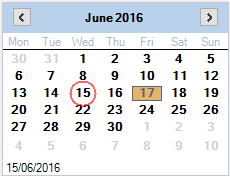 June 2016
Mon Tue Wed Thu Fri Sat Sun
30 31 1 2 3 4 5
6 7 8 9 10 11 12
13 14 15 16 17 18 19
20 21 22 23 24 25 26
27 28 29 30 1 2 3
4 5 6 7 8 9 10
15/06/2016